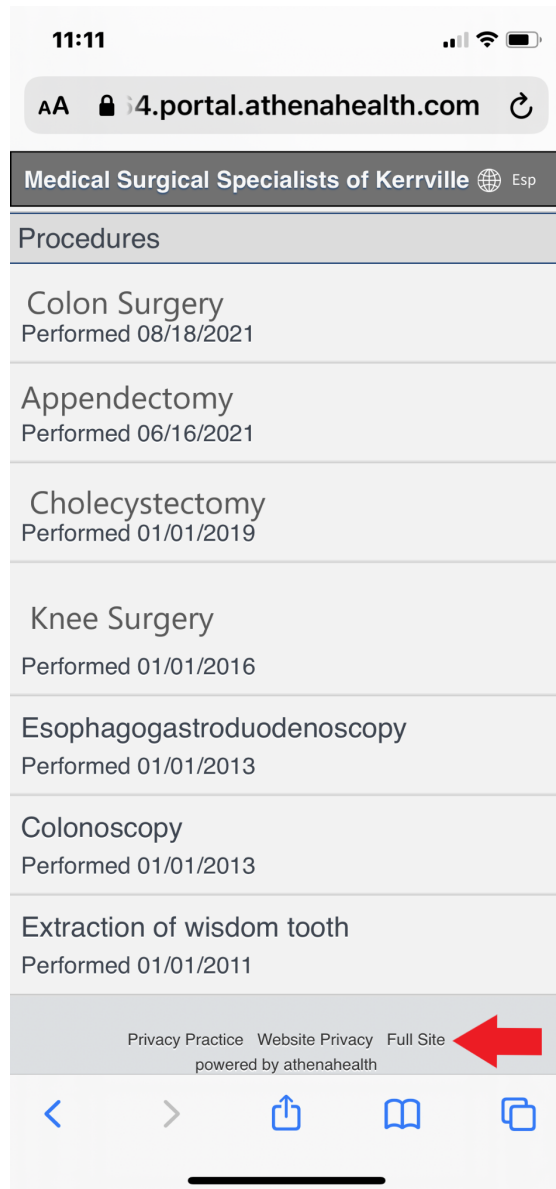 11:11
AA 54.portal.athenahealth.com
Medical Surgical Specialists of Kerrville Esp
Procedures
Colon Surgery
Performed 08/18/2021
Appendectomy
Performed 06/16/2021
Cholecystectomy
Performed 01/01/2019
Knee Surgery
Performed 01/01/2016
Esophagogastroduodenoscopy
Performed 01/01/2013
Colonoscopy
Performed 01/01/2013
Extraction of wisdom tooth
Performed 01/01/2011
Privacy Practice Website Privacy Full Site
powered by athenahealth